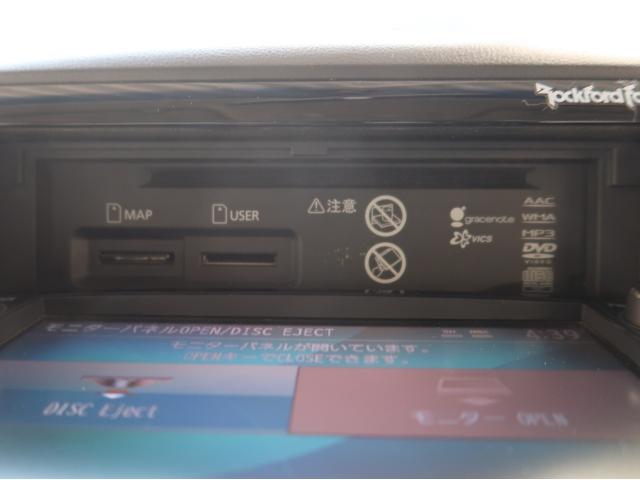 Rockford Fo
MAP
USER
⚠注意
gracenote
VICS
AAC
WMA
MP3
DVD
VIDEO
モニターパネルOPEN/DISC EJECT
4:39
モニターパネルが開いています。
OPENキーでCLOSEできます。
DISC Eject
モニター OPEN